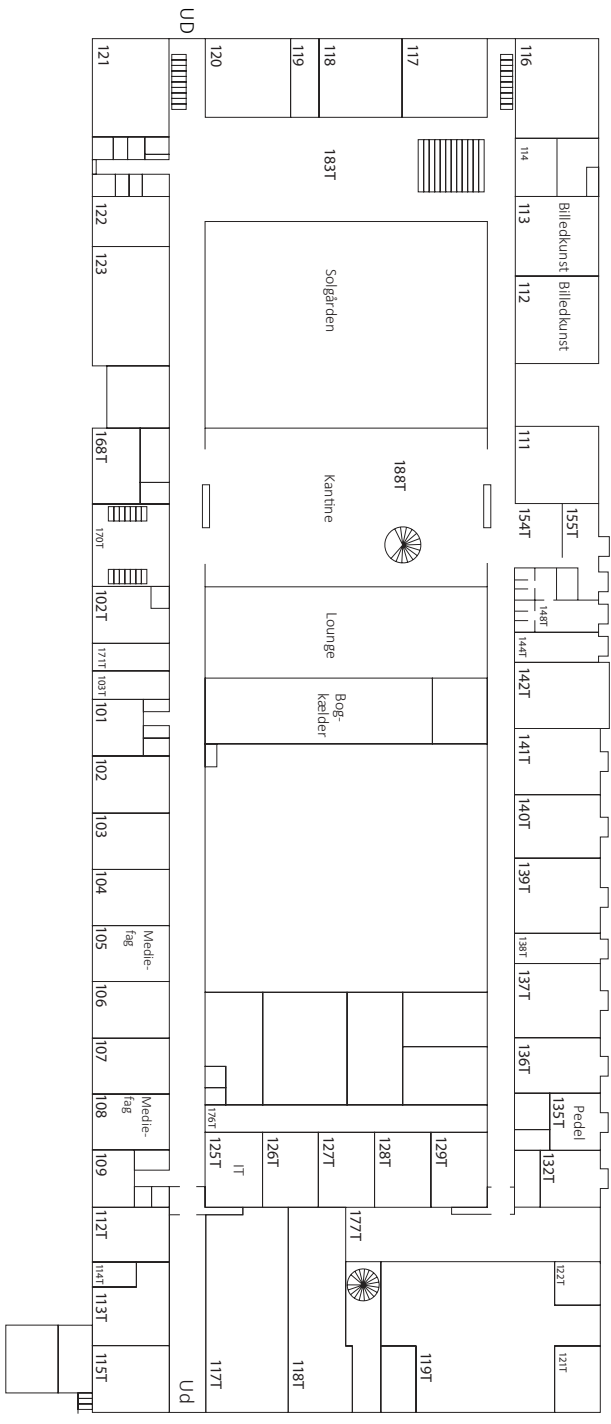 UD
121
120
119
118
117
116
114
183T
122
113
Billedkunst
123
Solgården
112
Billedkunst
168T
Kantine
188T
111
170T
154T
155T
148T
102T
Lounge
144T
171T
142T
103T
101
Bog-
kælder
141T
102
140T
103
139T
104
138T
105
Medie-
fag
137T
106
136T
107
135T
Pedel
108
Medie-
fag
176T
109
125T
IT
126T
127T
128T
129T
132T
112T
177T
114T
122T
113T
115T
Ud
117T
118T
119T
121T